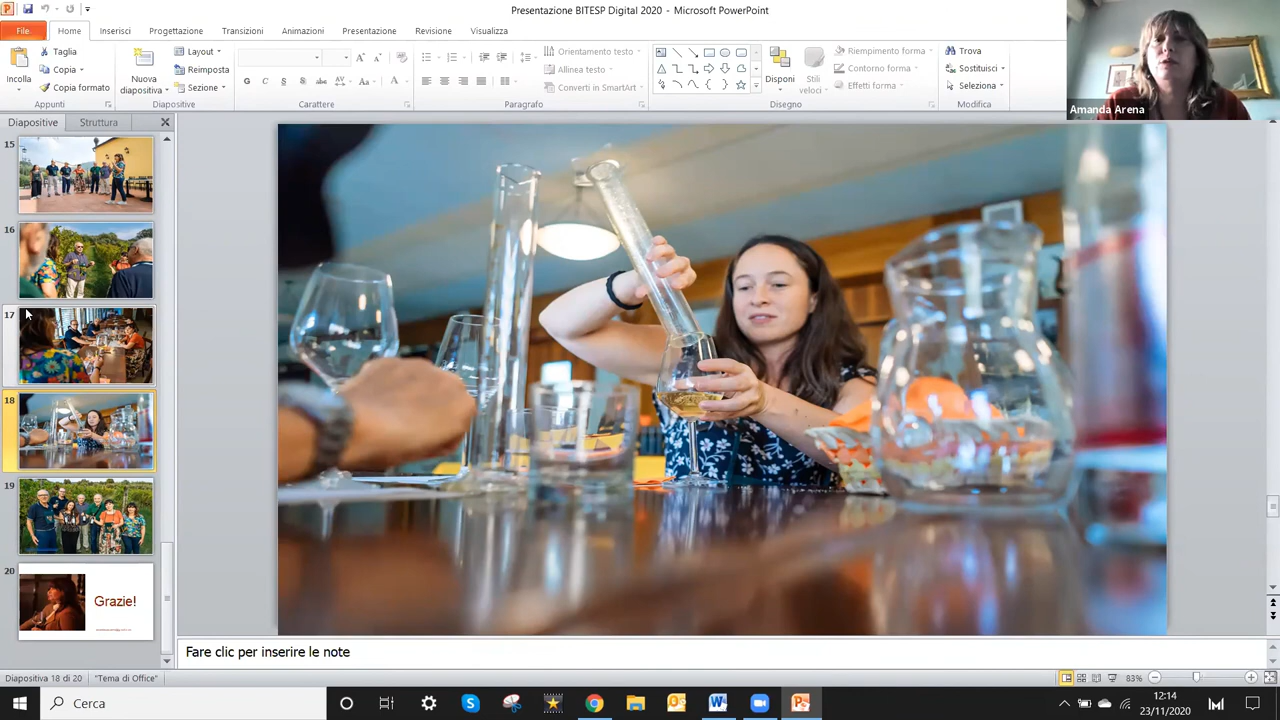 Presentazione BITESP Digital 2020 - Microsoft PowerPoint
File
Home
Inserisci
Progettazione
Transizioni
Animazioni
Presentazione
Revisione
Visualizza
Incolla
Taglia
Copia
Copia formato
Appunti
Nuova diapositiva
Layout
Reimposta
Sezione
Diapositive
G C S S abc AV Aa A
Carattere
Orientamento testo
Allinea testo
Converti in SmartArt
Paragrafo
Disponi
Stili veloci
Riempimento forma
Contorno forma
Effetti forma
Disegno
Trova
Sostituisci
Seleziona
Modifica
Amanda Arena
Diapositive
Struttura
15
16
17
18
19
20
Grazie!
Fare clic per inserire le note
Diapositiva 18 di 20
"Tema di Office"
83%
Cerca
12:14
23/11/2020